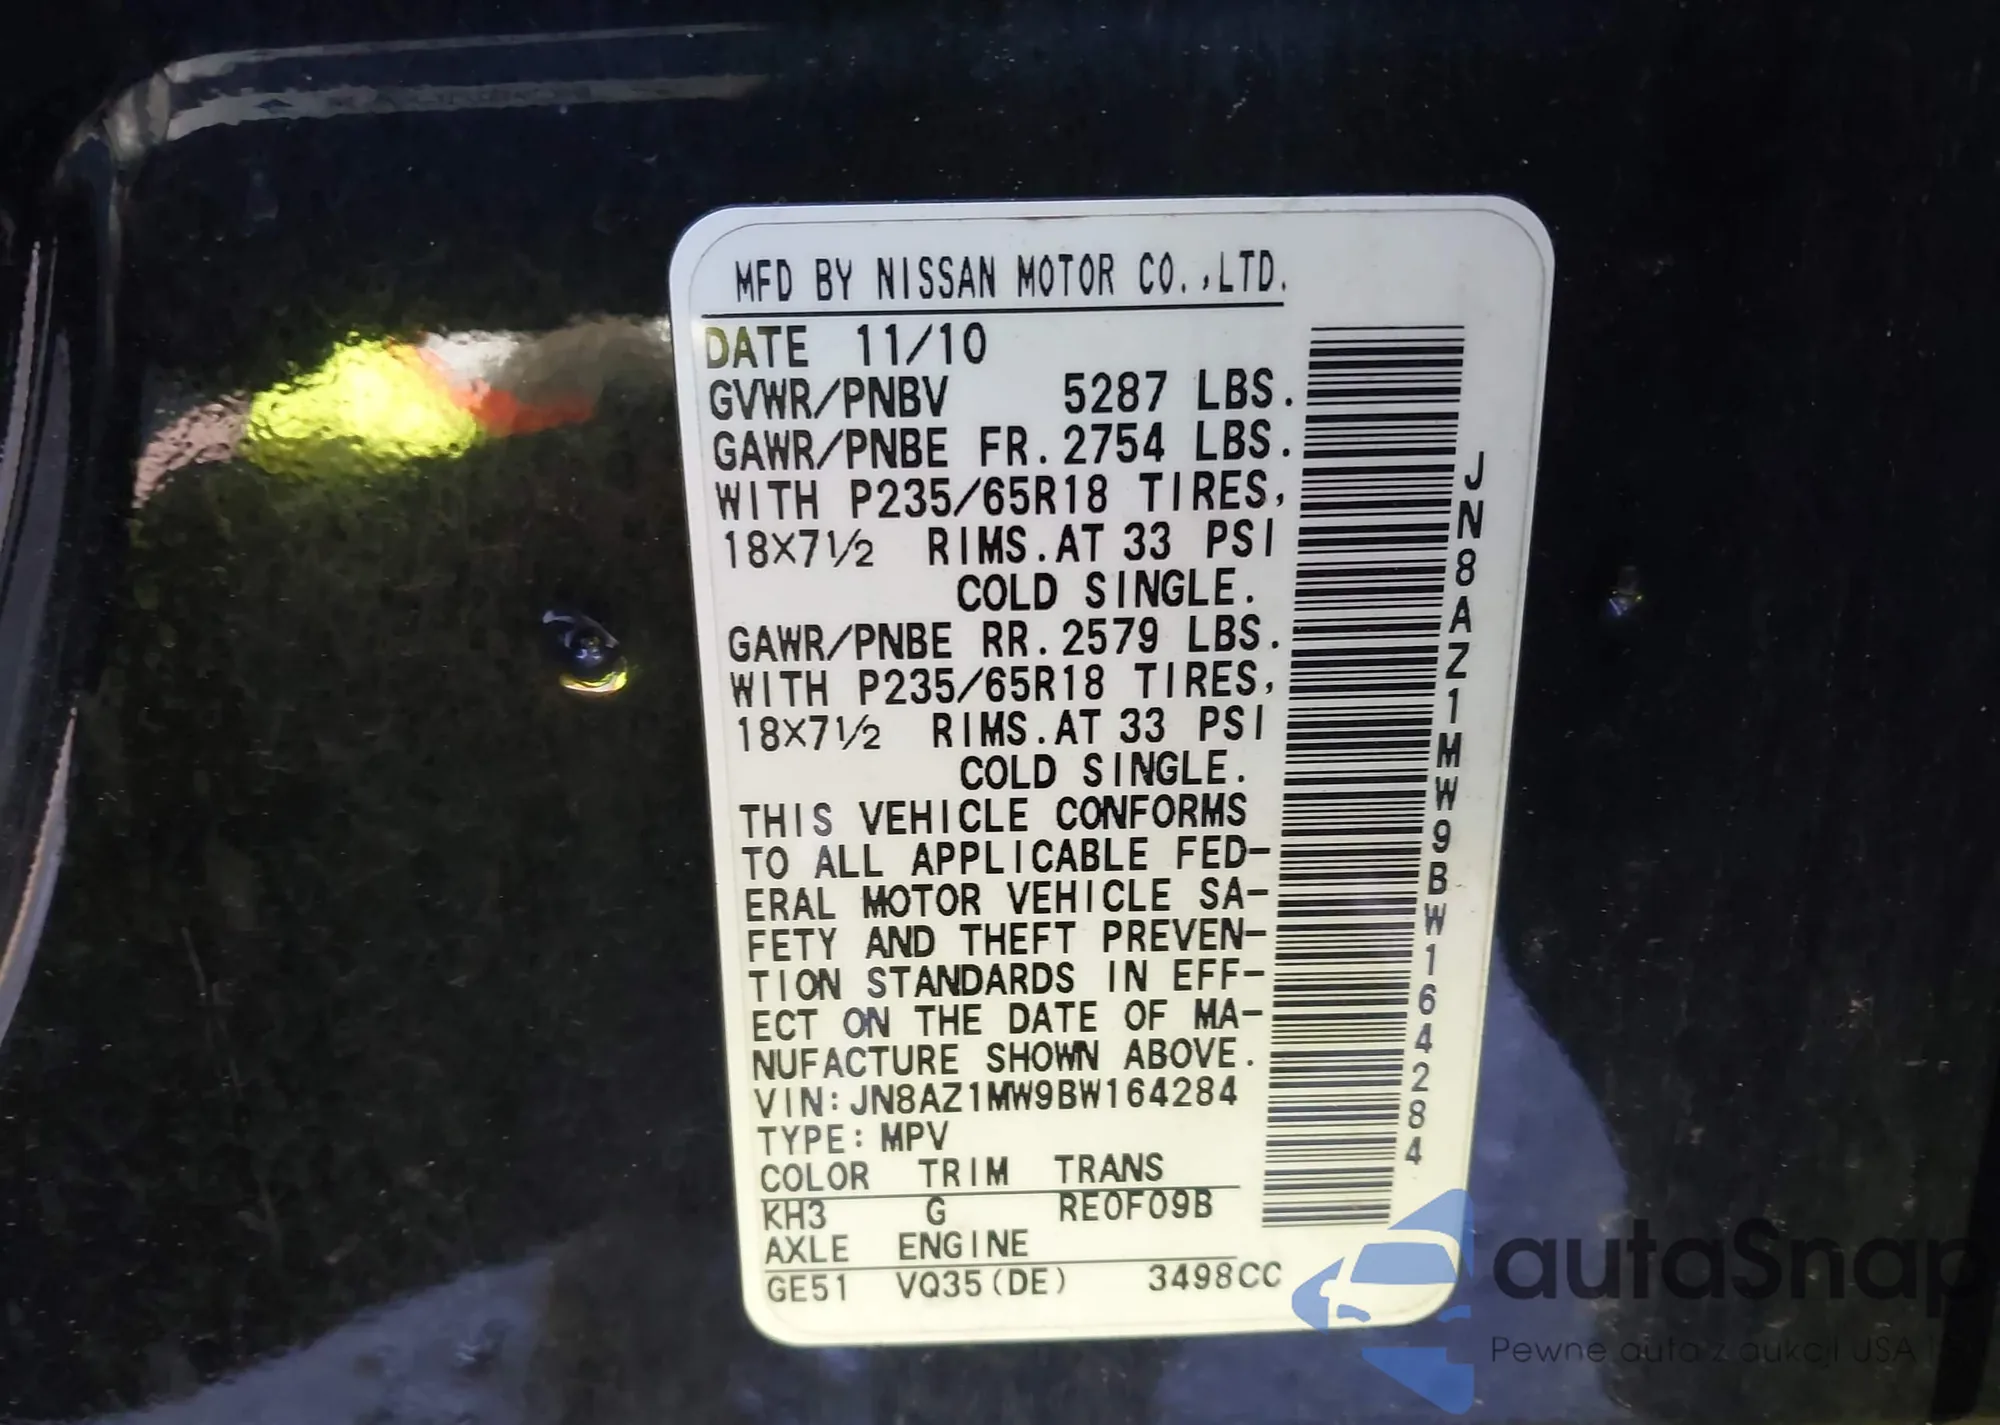 MFD BY NISSAN MOTOR CO.,LTD.
DATE 11/10
GVWR/PNBV 5287 LBS.
GAWR/PNBE FR. 2754 LBS.
WITH P235/65R18 TIRES,
18X7½ RIMS.AT 33 PSI
COLD SINGLE.
GAWR/PNBE RR. 2579 LBS.
WITH P235/65R18 TIRES,
18X7½ RIMS.AT 33 PSI
COLD SINGLE.
THIS VEHICLE CONFORMS
TO ALL APPLICABLE FED-
ERAL MOTOR VEHICLE SA-
FETY AND THEFT PREVEN-
TION STANDARDS IN EFF-
ECT ON THE DATE OF MA-
NUFACTURE SHOWN ABOVE.
VIN:JN8AZ1MW9BW164284
TYPE: MPV
COLOR TRIM TRANS
KH3 G RE0F09B
AXLE ENGINE
GE51 VQ35(DE) 3498CC
JN8AZ1MW9BW164284
autaSnap
Pewne auta z aukcji USA